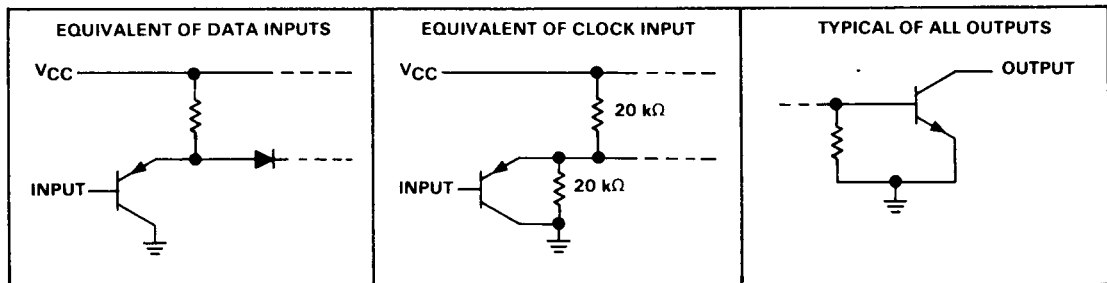 EQUIVALENT OF DATA INPUTS
VCC
INPUT
EQUIVALENT OF CLOCK INPUT
VCC
20 kΩ
INPUT
20 kΩ
TYPICAL OF ALL OUTPUTS
OUTPUT